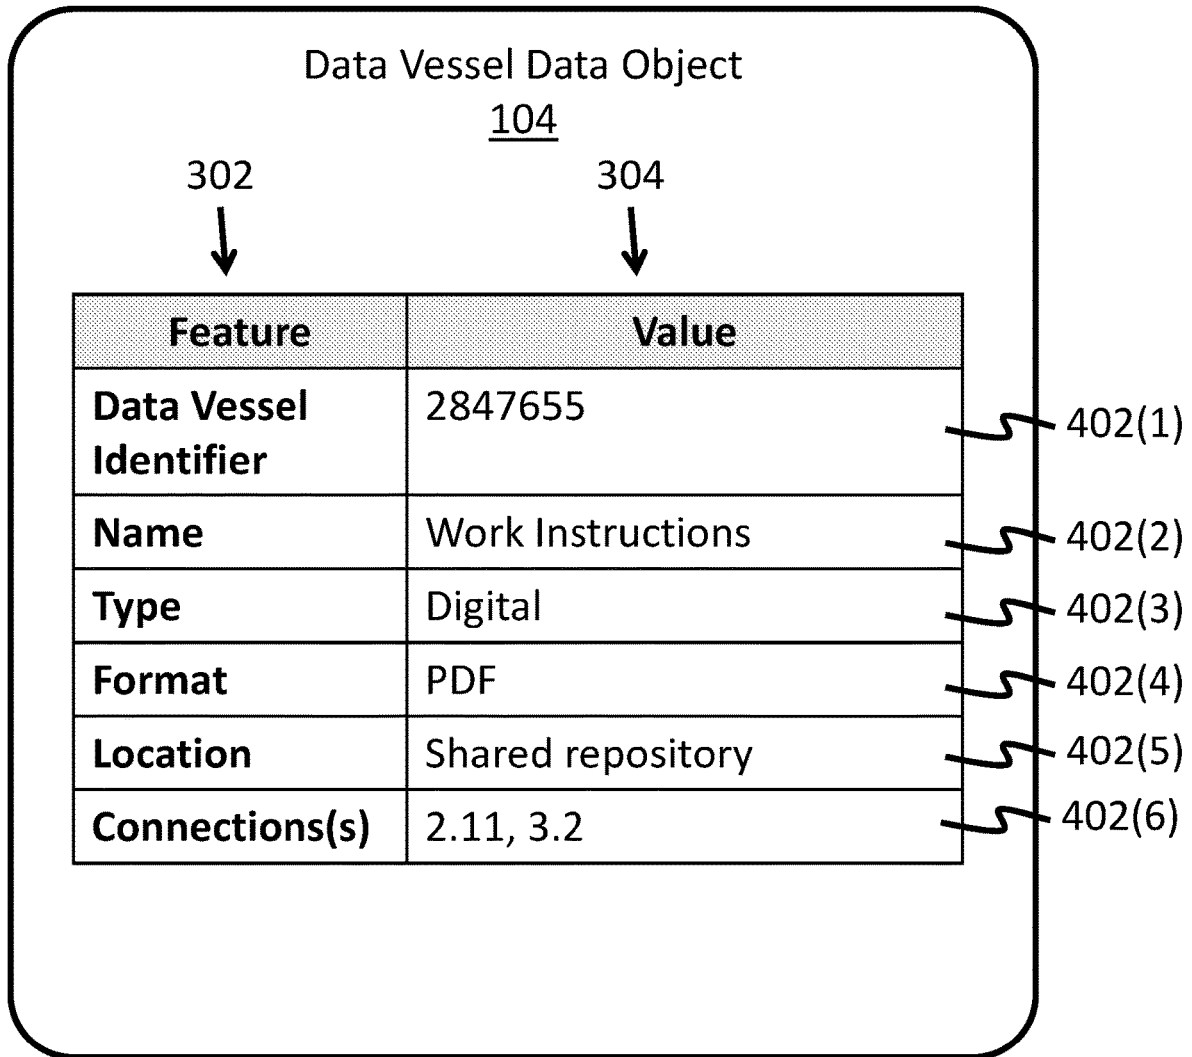 Data Vessel Data Object
104
302 304
Feature Value
Data Vessel Identifier 2847655 402(1)
Name Work Instructions 402(2)
Type Digital 402(3)
Format PDF 402(4)
Location Shared repository 402(5)
Connections(s) 2.11, 3.2 402(6)